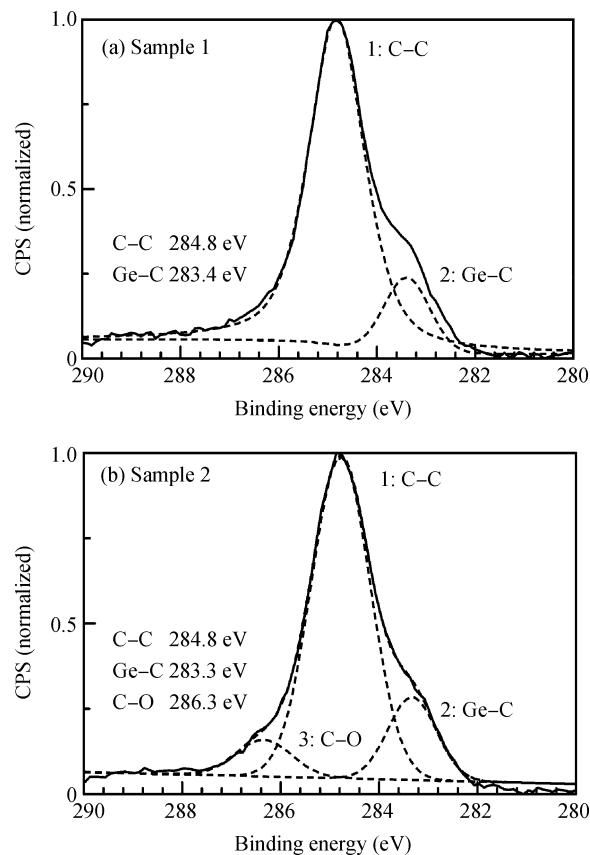 (a) Sample 1
1: C–C
C–C 284.8 eV
Ge–C 283.4 eV
2: Ge–C
CPS (normalized)
1.0
0.5
0
290 288 286 284 282 280
Binding energy (eV)
(b) Sample 2
1: C–C
C–C 284.8 eV
Ge–C 283.3 eV
C–O 286.3 eV
2: Ge–C
3: C–O
CPS (normalized)
1.0
0.5
0
290 288 286 284 282 280
Binding energy (eV)